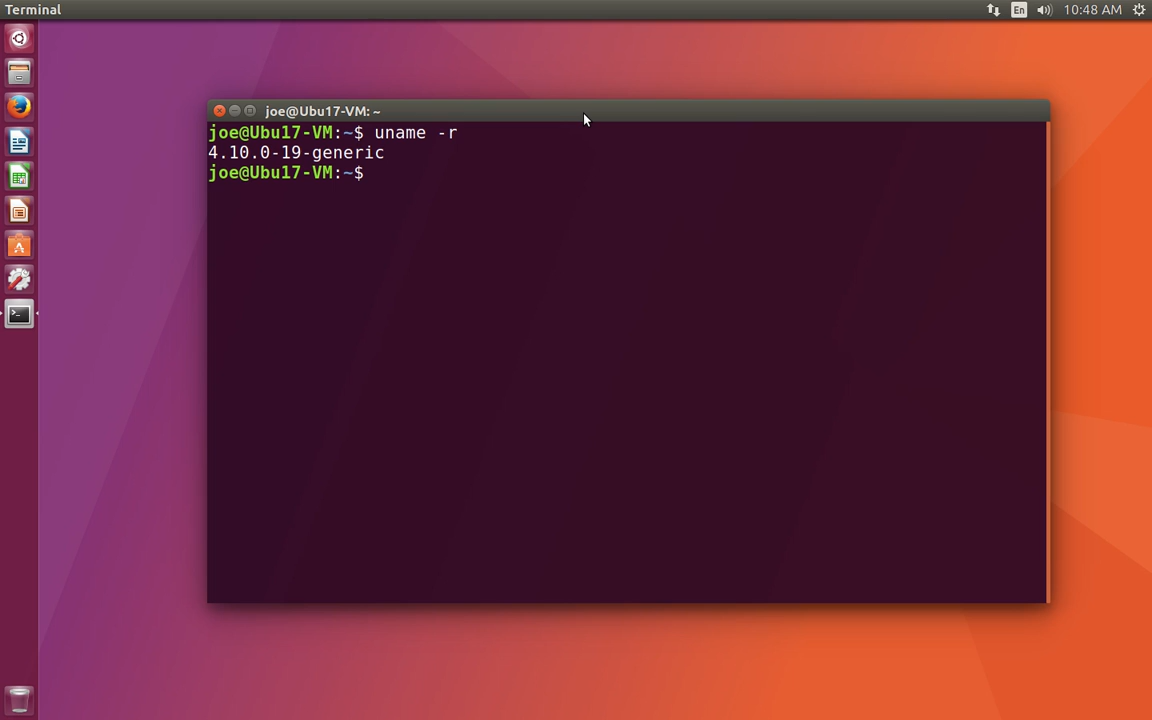 Terminal
En
10:48 AM
joe@Ubu17-VM: ~
joe@Ubu17-VM:~$ uname -r
4.10.0-19-generic
joe@Ubu17-VM:~$